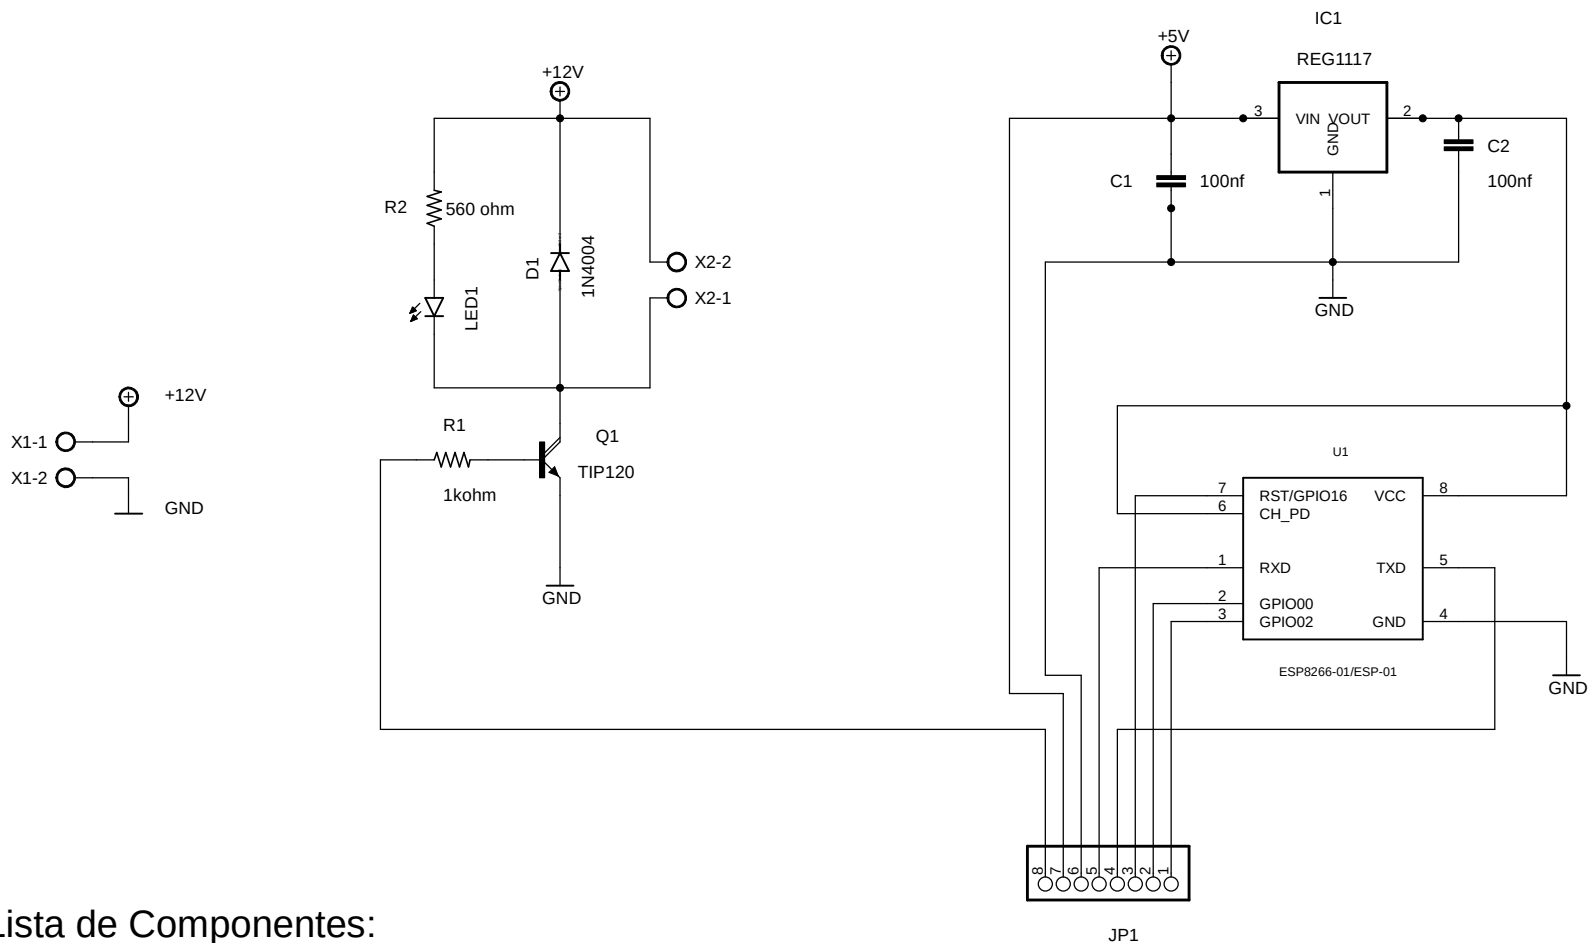 IC1
REG1117
+5V
3
VIN VOUT
GND
2
1
C1
100nf
C2
100nf
GND
+12V
R2
560 ohm
D1
1N4004
LED1
X2-2
X2-1
+12V
X1-1
X1-2
GND
R1
1kohm
Q1
TIP120
GND
U1
7
RST/GPIO16
VCC
8
6
CH_PD
1
RXD
TXD
5
2
GPIO00
3
GPIO02
GND
4
ESP8266-01/ESP-01
GND
8 7 6 5 4 3 2 1
JP1
Lista de Componentes: